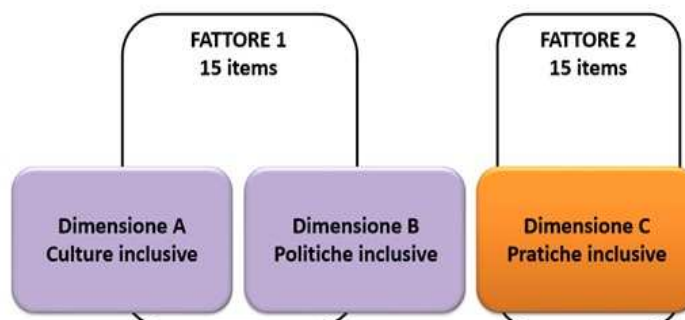 FATTORE 1
15 items
FATTORE 2
15 items
Dimensione A
Culture inclusive
Dimensione B
Politiche inclusive
Dimensione C
Pratiche inclusive